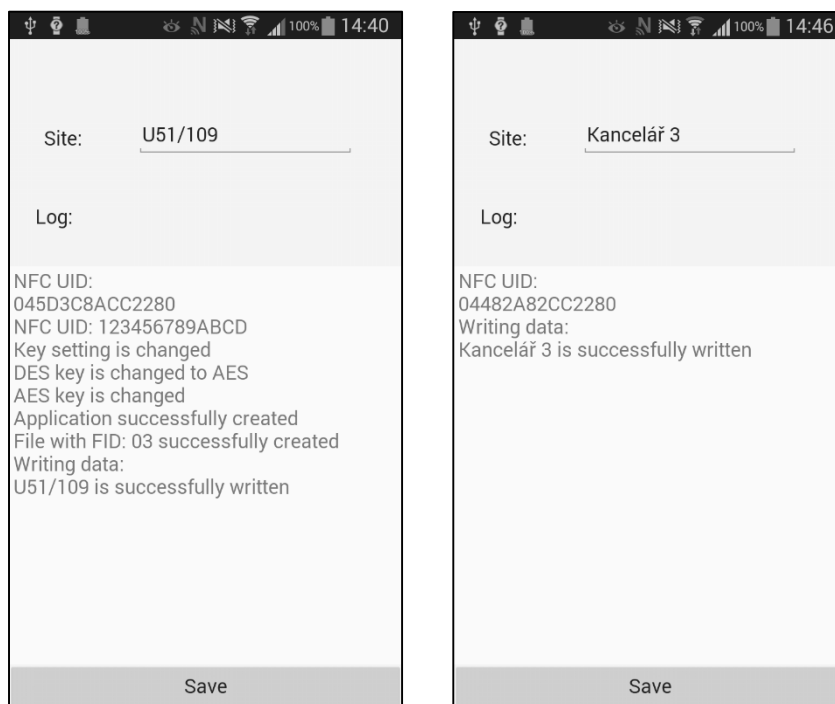 100% 14:40
Site: U51/109
Log:
NFC UID:
045D3C8ACC2280
NFC UID: 123456789ABCD
Key setting is changed
DES key is changed to AES
AES key is changed
Application successfully created
File with FID: 03 successfully created
Writing data:
U51/109 is successfully written
Save
100% 14:46
Site: Kancelář 3
Log:
NFC UID:
04482A82CC2280
Writing data:
Kancelář 3 is successfully written
Save